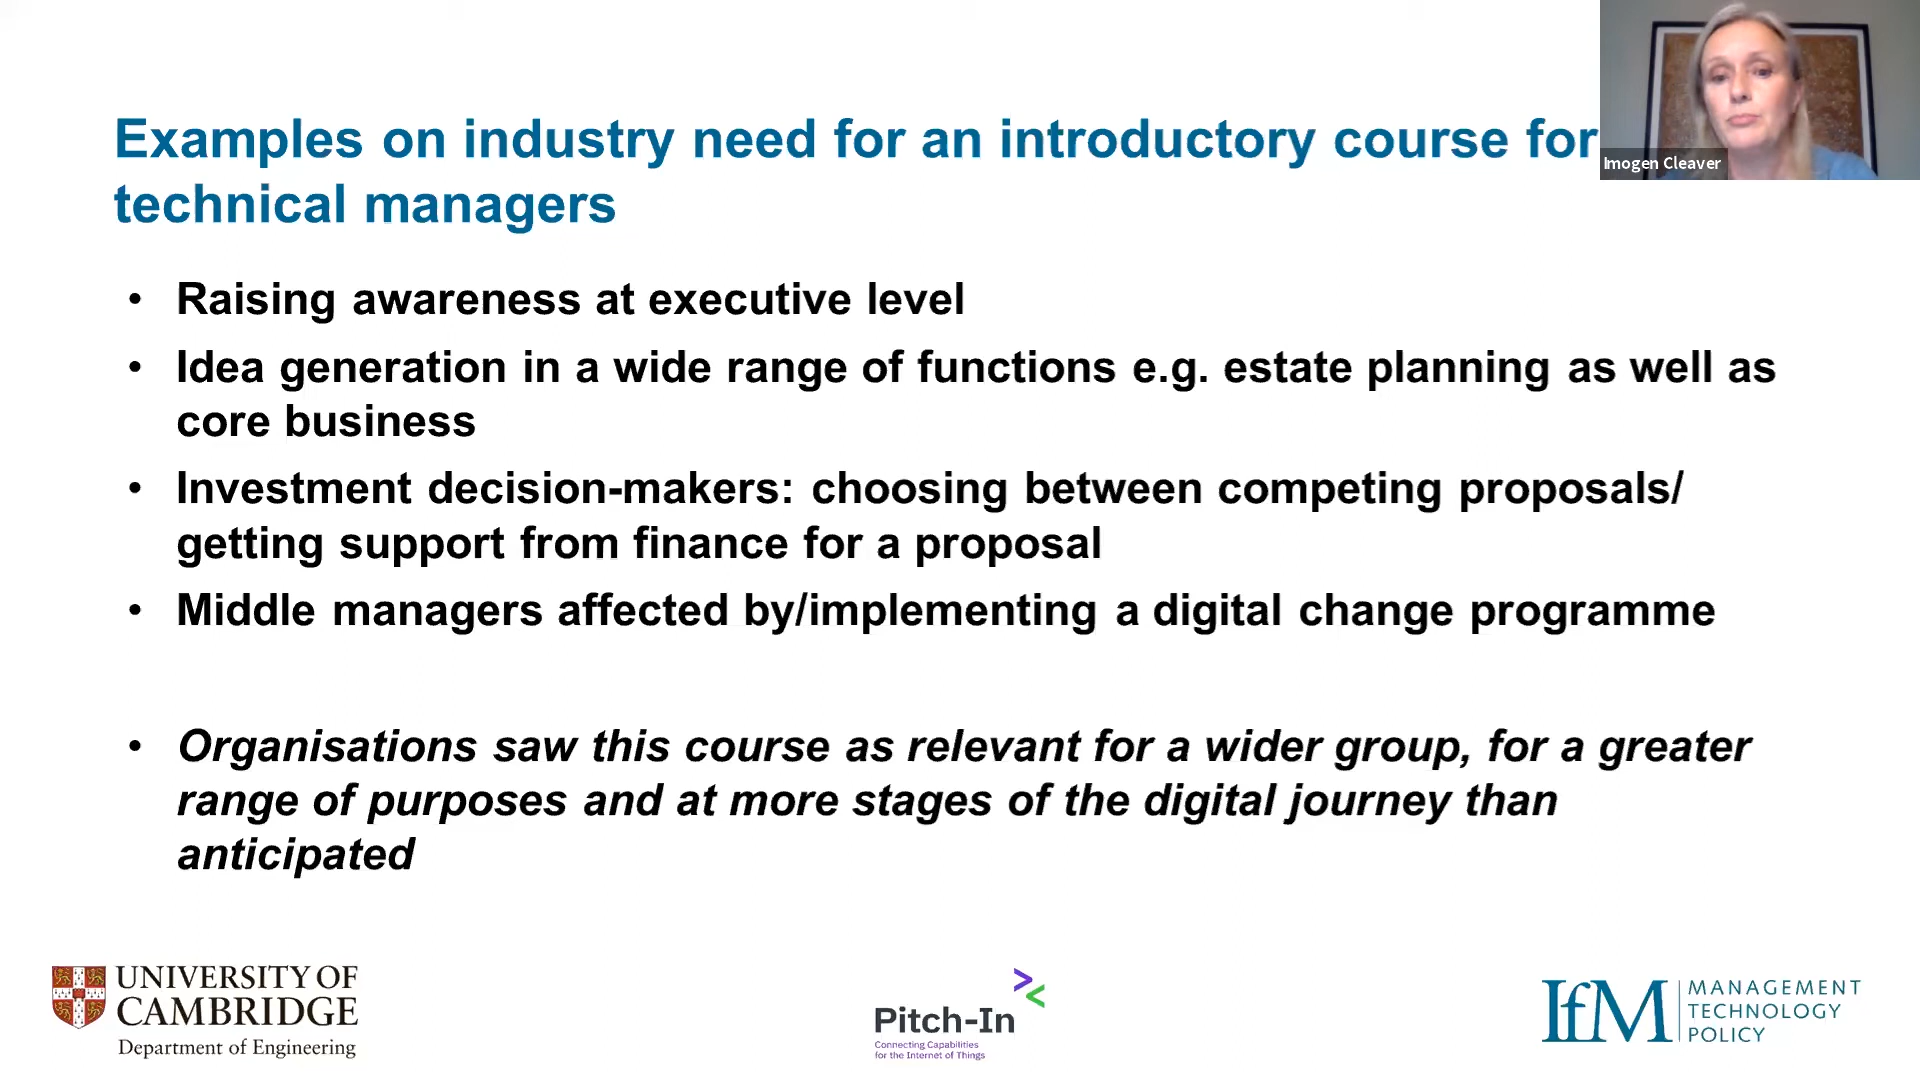 Examples on industry need for an introductory course for
technical managers
Imogen Cleaver
• Raising awareness at executive level
• Idea generation in a wide range of functions e.g. estate planning as well as
core business
• Investment decision-makers: choosing between competing proposals/
getting support from finance for a proposal
• Middle managers affected by/implementing a digital change programme
• Organisations saw this course as relevant for a wider group, for a greater
range of purposes and at more stages of the digital journey than
anticipated
UNIVERSITY OF
CAMBRIDGE
Department of Engineering
Pitch-In
Connecting Capabilities
for the Internet of Things
IfM
MANAGEMENT
TECHNOLOGY
POLICY